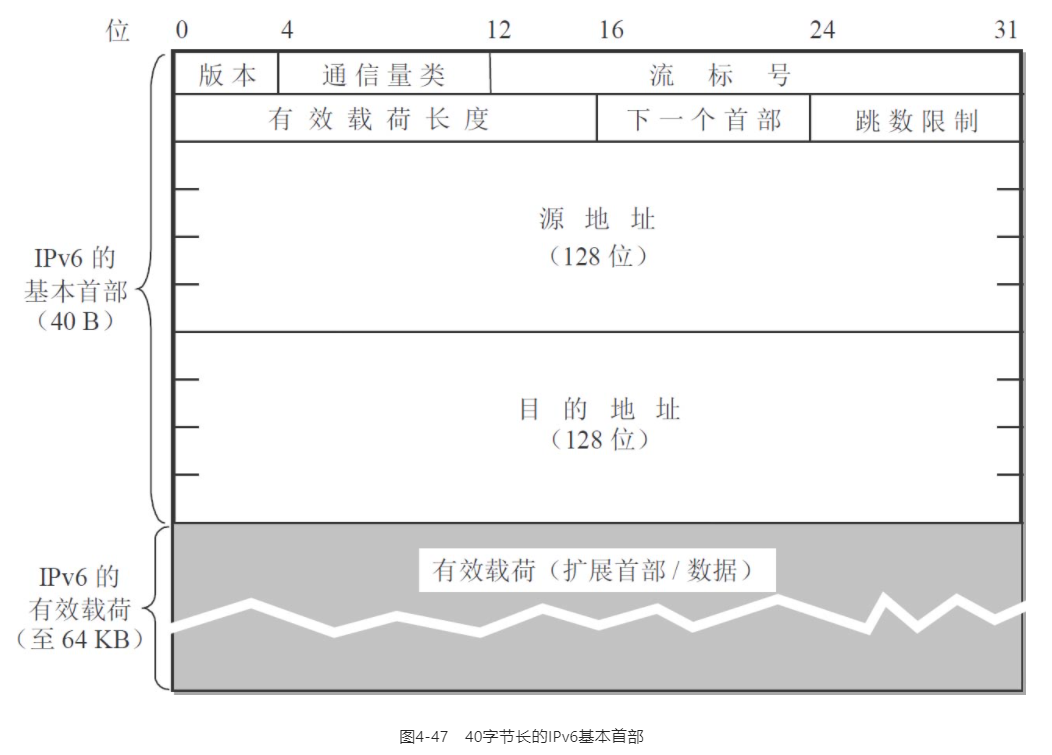 位 0 4 12 16 24 31
版本 通信量类 流标号
有效载荷长度 下一个首部 跳数限制
源地址
（128 位）
IPv6 的
基本首部
（40 B）
目的地址
（128 位）
有效载荷（扩展首部 / 数据）
IPv6 的
有效载荷
（至 64 KB）
图4-47 40字节长的IPv6基本首部